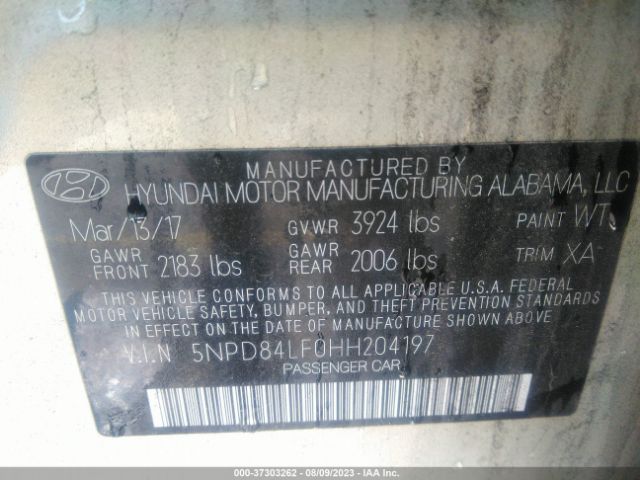 MANUFACTURED BY
HYUNDAI MOTOR MANUFACTURING ALABAMA, LLC
Mar/13/17 GVWR 3924 lbs PAINT WT
GAWR FRONT 2183 lbs GAWR REAR 2006 lbs TRIM XA
THIS VEHICLE CONFORMS TO ALL APPLICABLE U.S.A. FEDERAL
MOTOR VEHICLE SAFETY, BUMPER, AND THEFT PREVENTION STANDARDS
IN EFFECT ON THE DATE OF MANUFACTURE SHOWN ABOVE.
V.I.N 5NPD84LF0HH204197
PASSENGER CAR
000-37303262 - 08/09/2023 - IAA Inc.